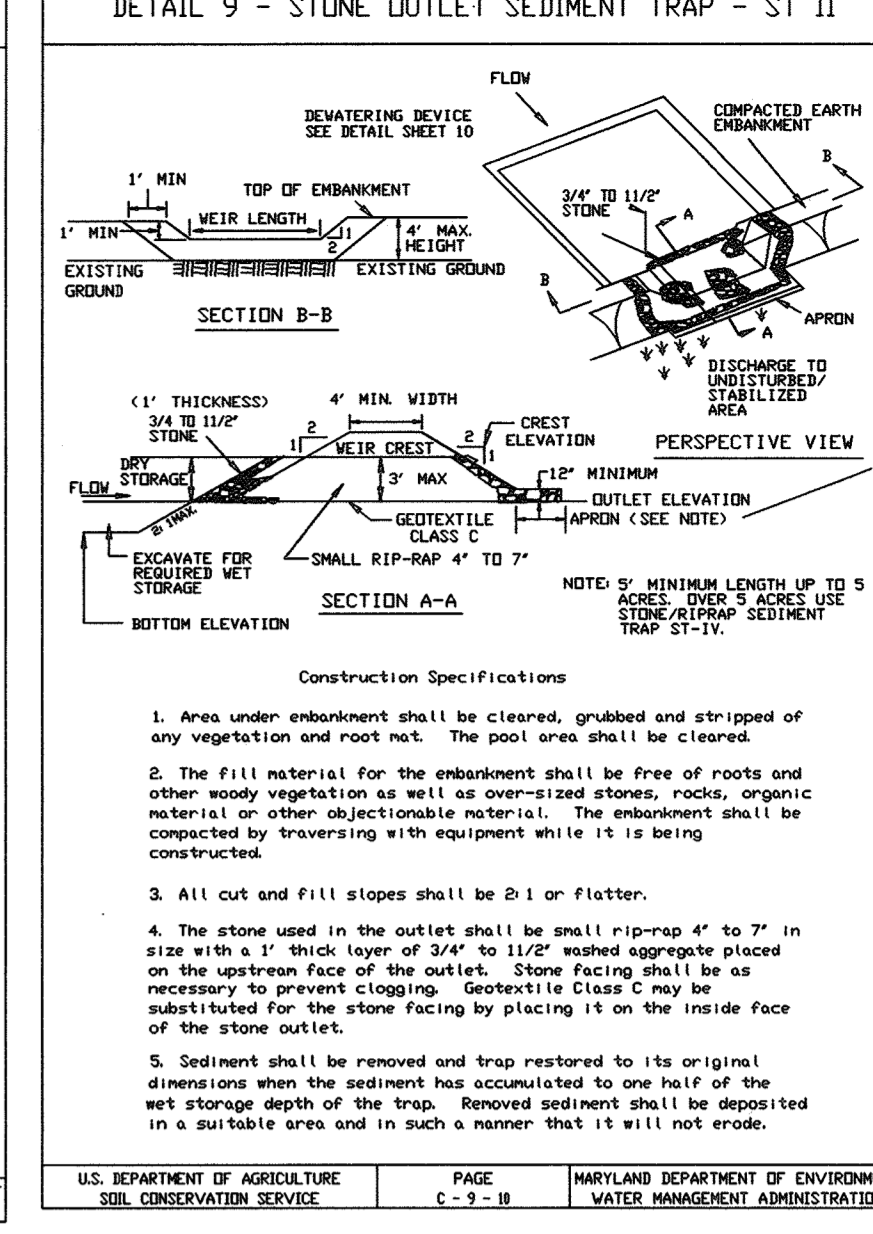 DETAIL 9 - STONE OUTLET SEDIMENT TRAP - ST II
FLOW
DEWATERING DEVICE
SEE DETAIL SHEET 10
COMPACTED EARTH
EMBANKMENT
B
1' MIN
TOP OF EMBANKMENT
3/4" TO 11/2"
STONE
A
WEIR LENGTH
1' MIN
1
2
4' MAX.
HEIGHT
EXISTING
GROUND
EXISTING GROUND
B
SECTION B-B
APRON
A
DISCHARGE TO
UNDISTURBED/
STABILIZED
AREA
PERSPECTIVE VIEW
(1' THICKNESS)
3/4 TO 11/2"
STONE
4' MIN. WIDTH
2
1
WEIR CREST
2
1
CREST
ELEVATION
DRY
STORAGE
FLOW
3' MAX
12" MINIMUM
OUTLET ELEVATION
2:1 MAX.
GEOTEXTILE
CLASS C
APRON (SEE NOTE)
EXCAVATE FOR
REQUIRED WET
STORAGE
SMALL RIP-RAP 4" TO 7"
SECTION A-A
BOTTOM ELEVATION
NOTE: 5' MINIMUM LENGTH UP TO 5
ACRES. OVER 5 ACRES USE
STONE/RIPRAP SEDIMENT
TRAP ST-IV.
Construction Specifications
1. Area under embankment shall be cleared, grubbed and stripped of
any vegetation and root mat. The pool area shall be cleared.
2. The fill material for the embankment shall be free of roots and
other woody vegetation as well as over-sized stones, rocks, organic
material or other objectionable material. The embankment shall be
compacted by traversing with equipment while it is being
constructed.
3. All cut and fill slopes shall be 2:1 or flatter.
4. The stone used in the outlet shall be small rip-rap 4" to 7" in
size with a 1' thick layer of 3/4" to 11/2" washed aggregate placed
on the upstream face of the outlet. Stone facing shall be as
necessary to prevent clogging. Geotextile Class C may be
substituted for the stone facing by placing it on the inside face
of the stone outlet.
5. Sediment shall be removed and trap restored to its original
dimensions when the sediment has accumulated to one half of the
wet storage depth of the trap. Removed sediment shall be deposited
in a suitable area and in such a manner that it will not erode.
U.S. DEPARTMENT OF AGRICULTURE
SOIL CONSERVATION SERVICE
PAGE
C - 9 - 10
MARYLAND DEPARTMENT OF ENVIRONM
WATER MANAGEMENT ADMINISTRATIO